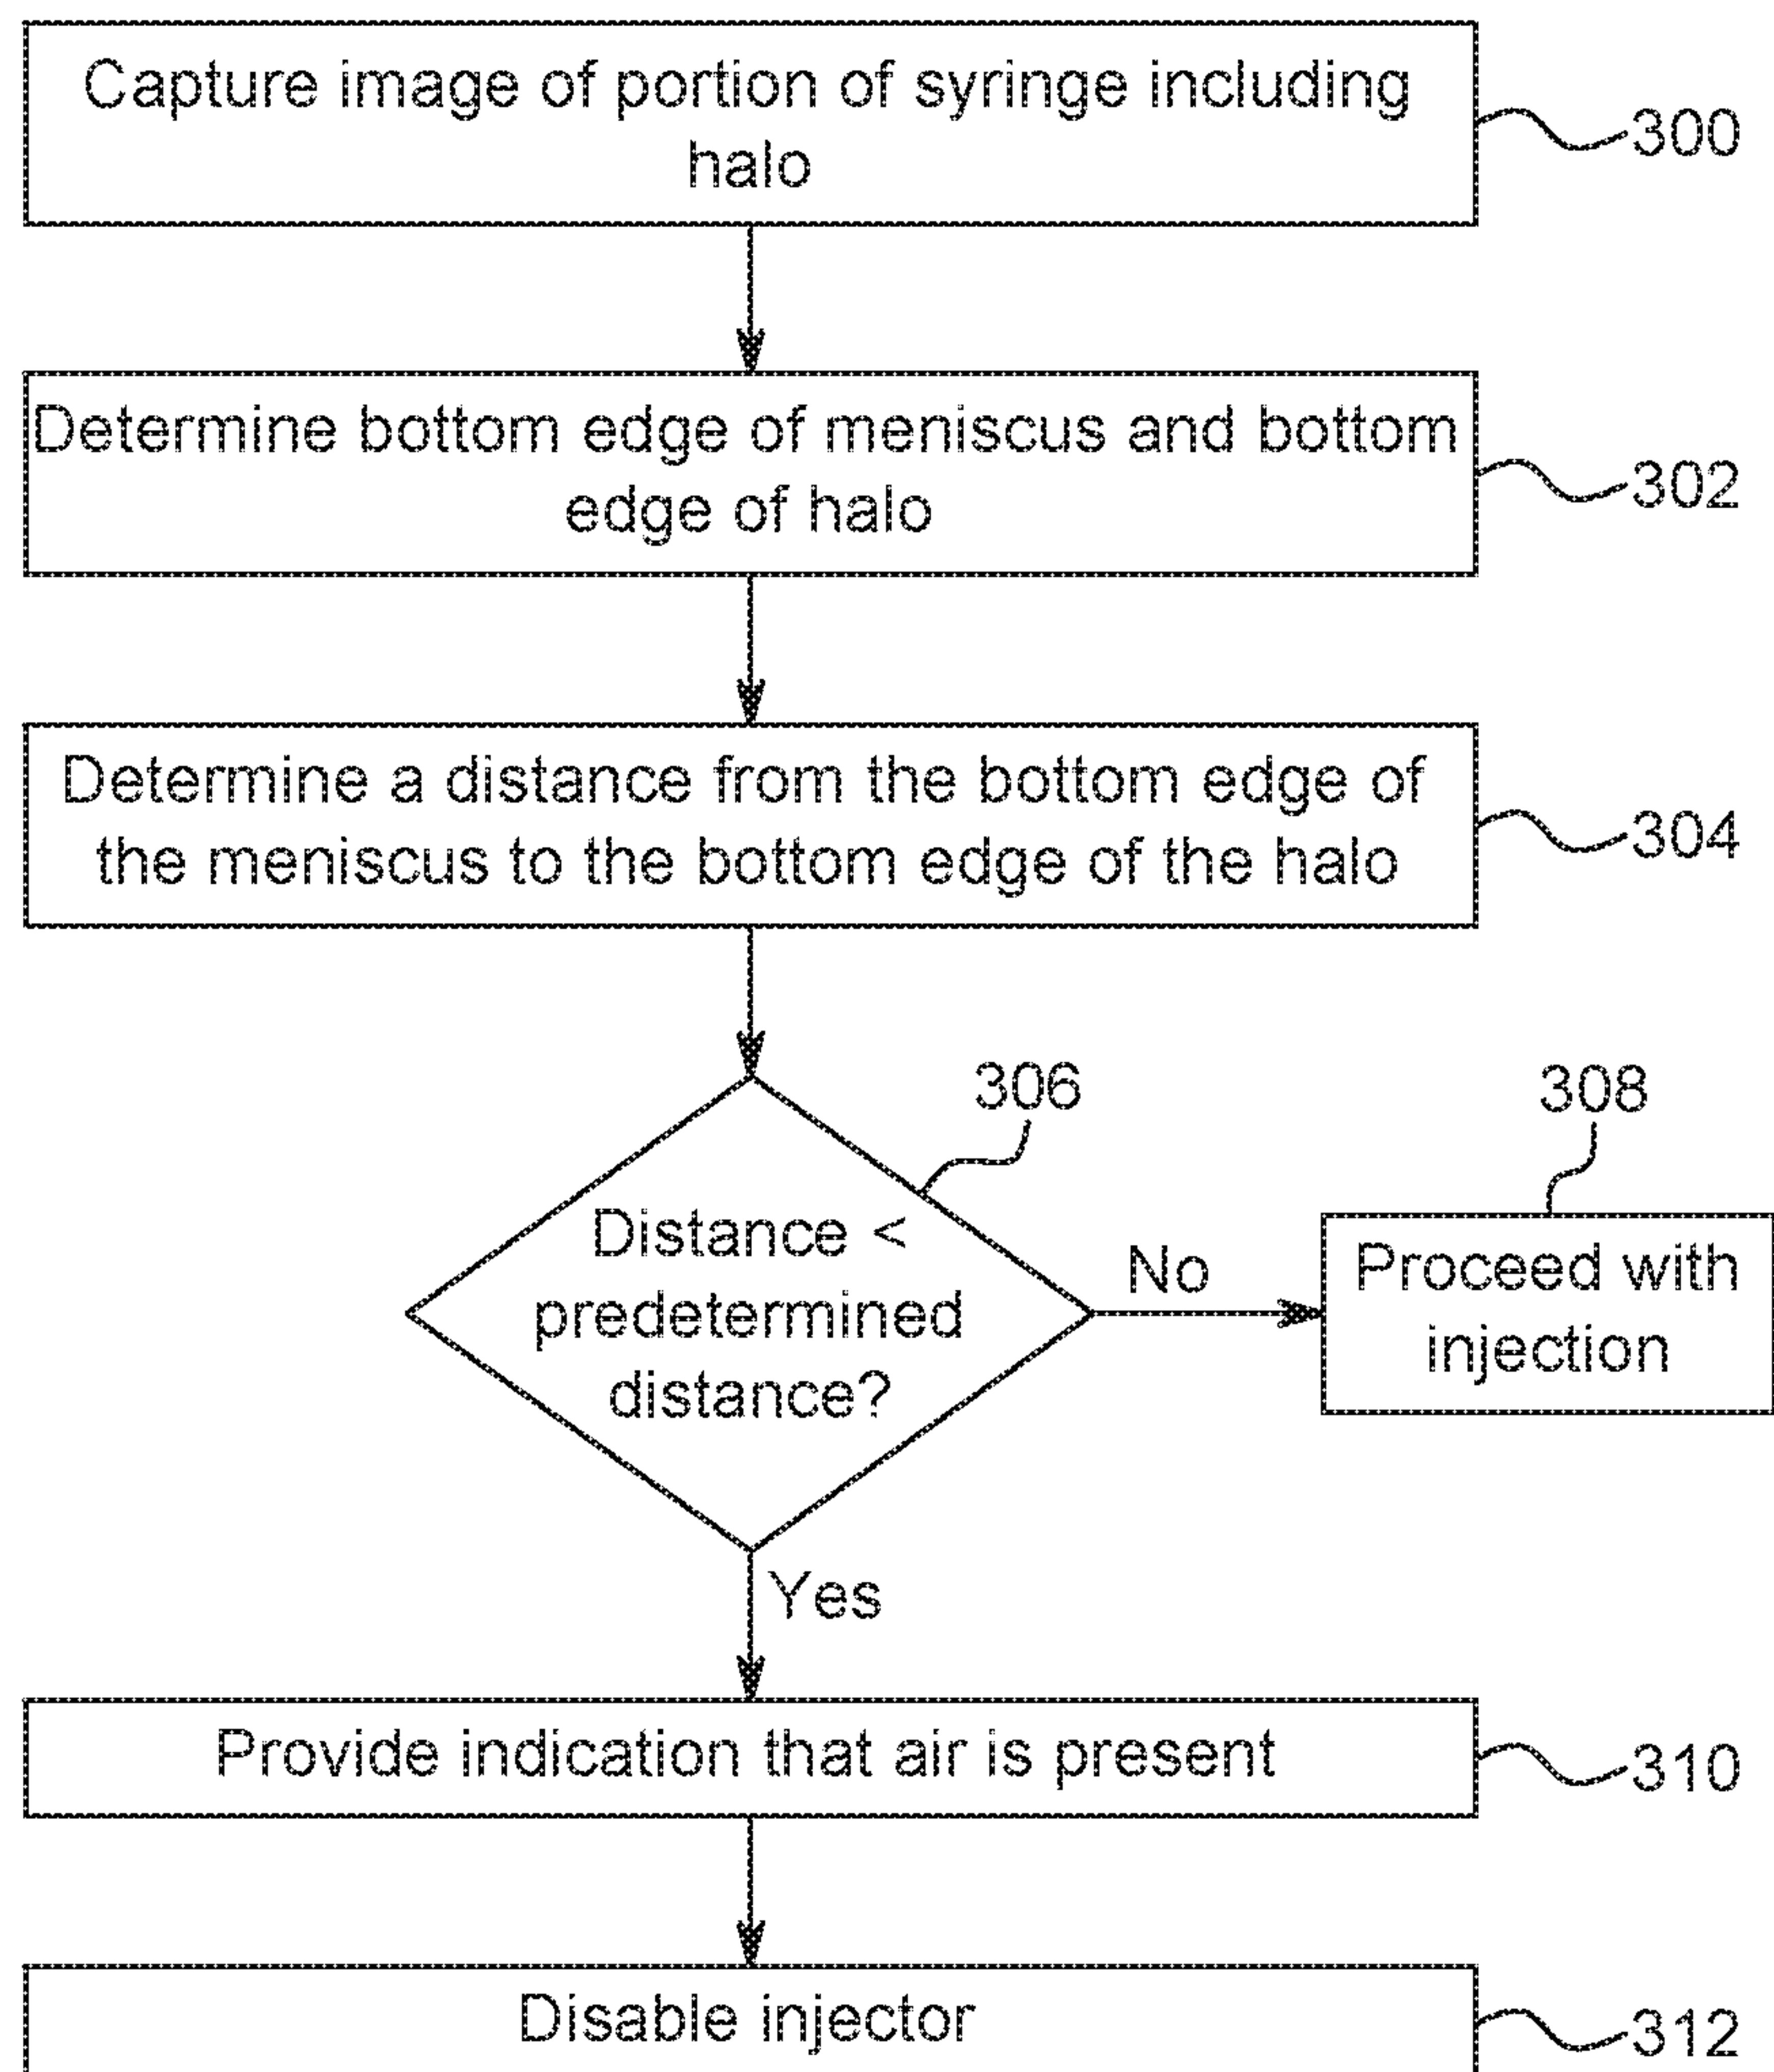 Capture image of portion of syringe including
halo
300
Determine bottom edge of meniscus and bottom
edge of halo
302
Determine a distance from the bottom edge of
the meniscus to the bottom edge of the halo
304
306
308
Distance <
predetermined
distance?
No
Proceed with
injection
Yes
Provide indication that air is present
310
Disable injector
312